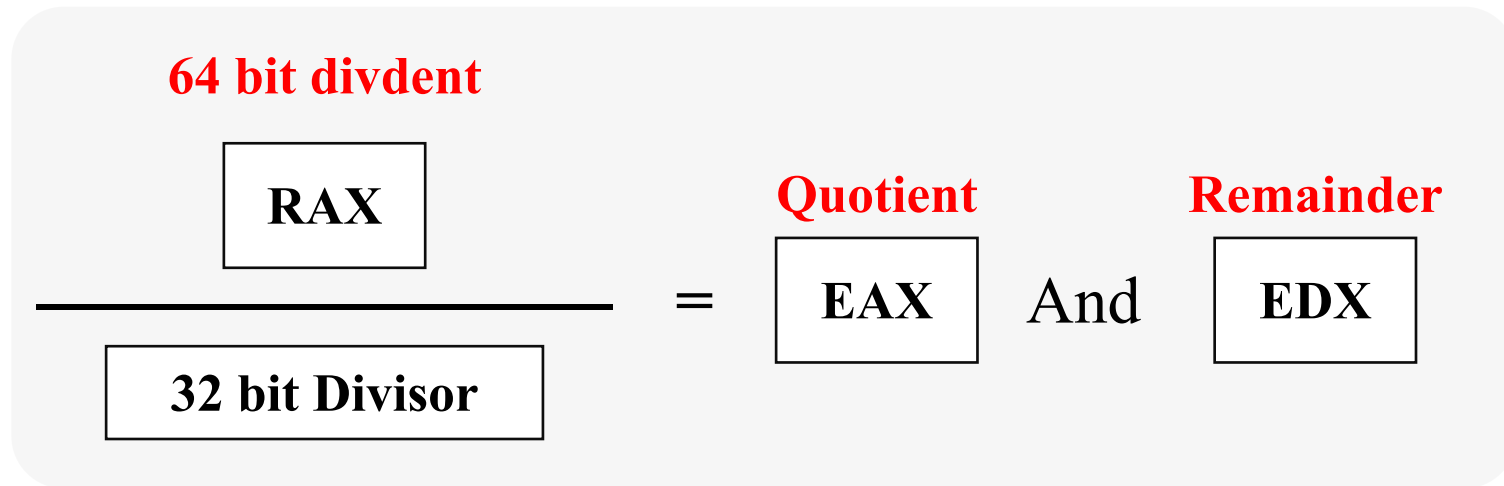 64 bit divdent
RAX
32 bit Divisor
=
Quotient
EAX
And
Remainder
EDX